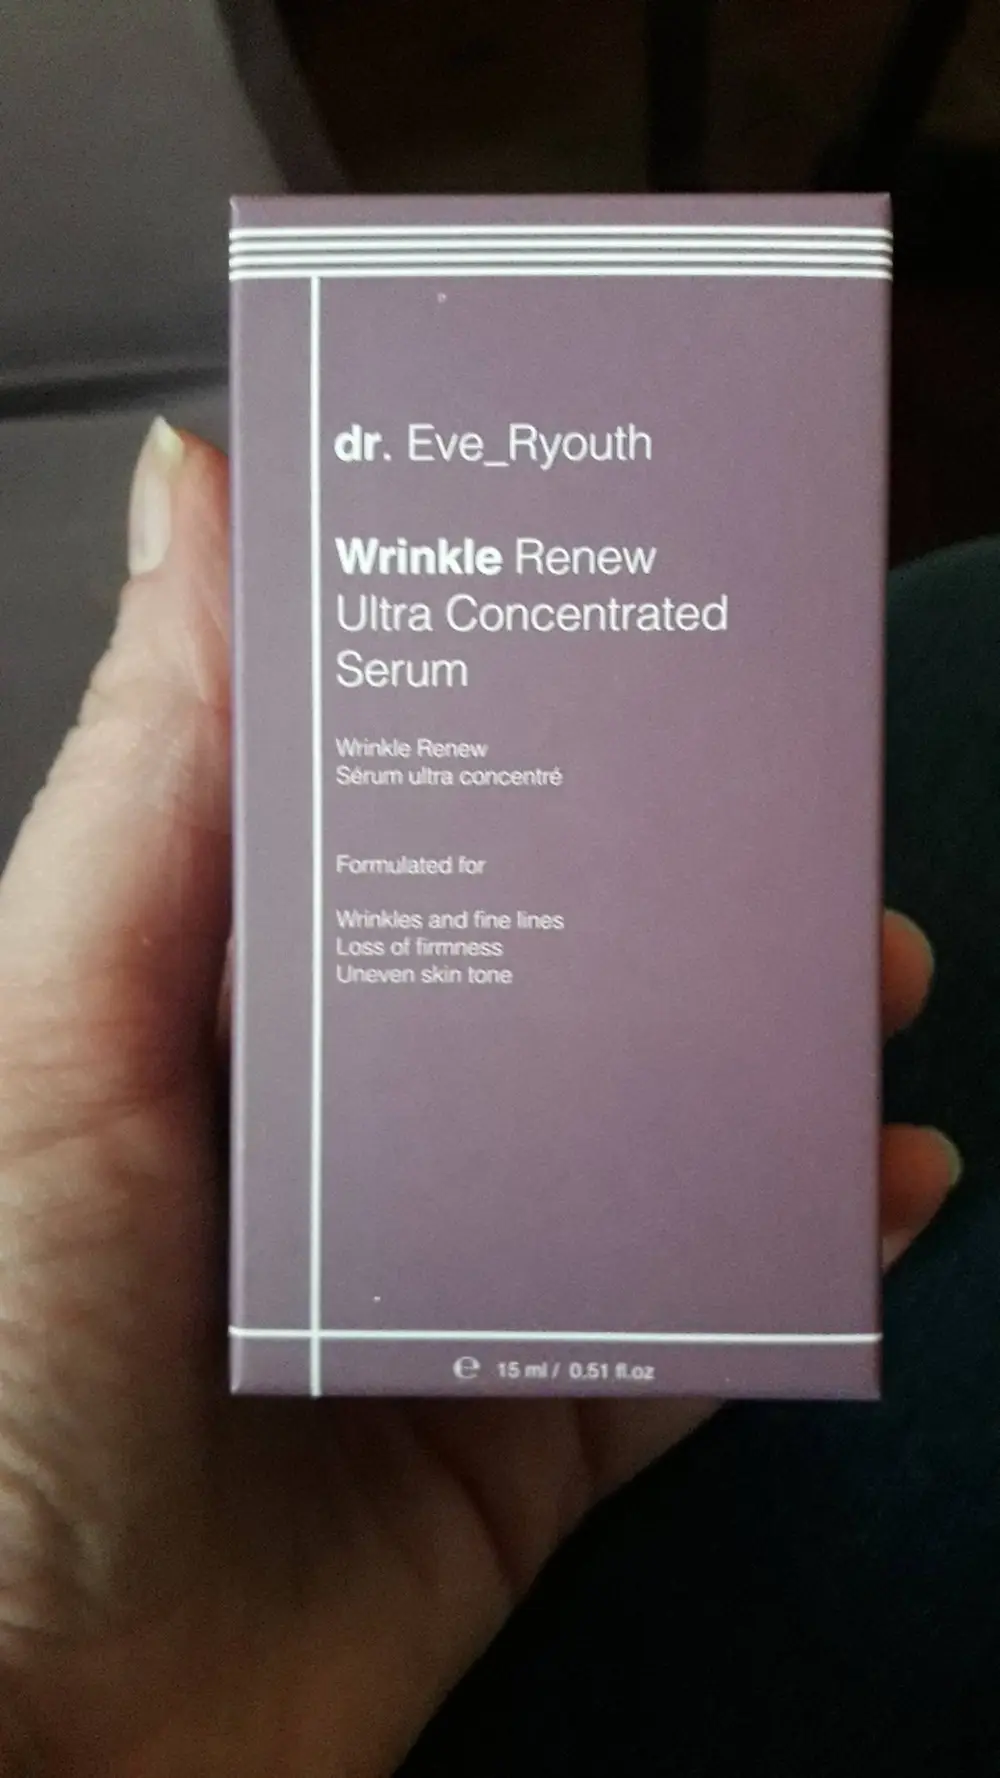 dr. Eve_Ryouth
Wrinkle Renew
Ultra Concentrated
Serum
Wrinkle Renew
Sérum ultra concentré
Formulated for
Wrinkles and fine lines
Loss of firmness
Uneven skin tone
℮ 15 ml / 0.51 fl.oz